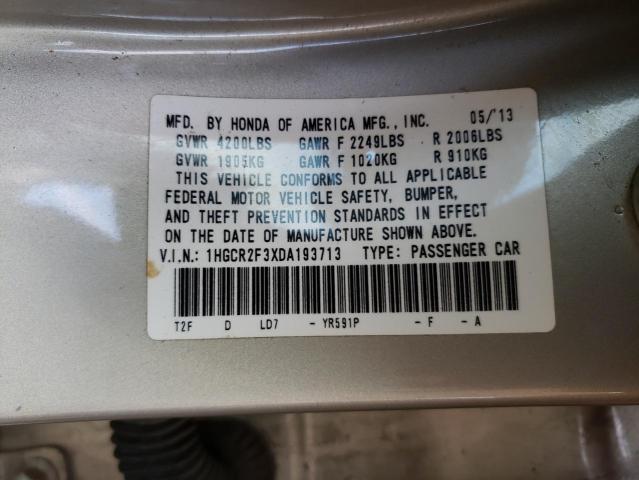 MFD. BY HONDA OF AMERICA MFG., INC. 05/'13
GVWR 4200LBS GAWR F 2249LBS R 2006LBS
GVWR 1905KG GAWR F 1020KG R 910KG
THIS VEHICLE CONFORMS TO ALL APPLICABLE
FEDERAL MOTOR VEHICLE SAFETY, BUMPER,
AND THEFT PREVENTION STANDARDS IN EFFECT
ON THE DATE OF MANUFACTURE SHOWN ABOVE.
V.I.N.: 1HGCR2F3XDA193713 TYPE: PASSENGER CAR
T2F D LD7 - YR591P - F - A